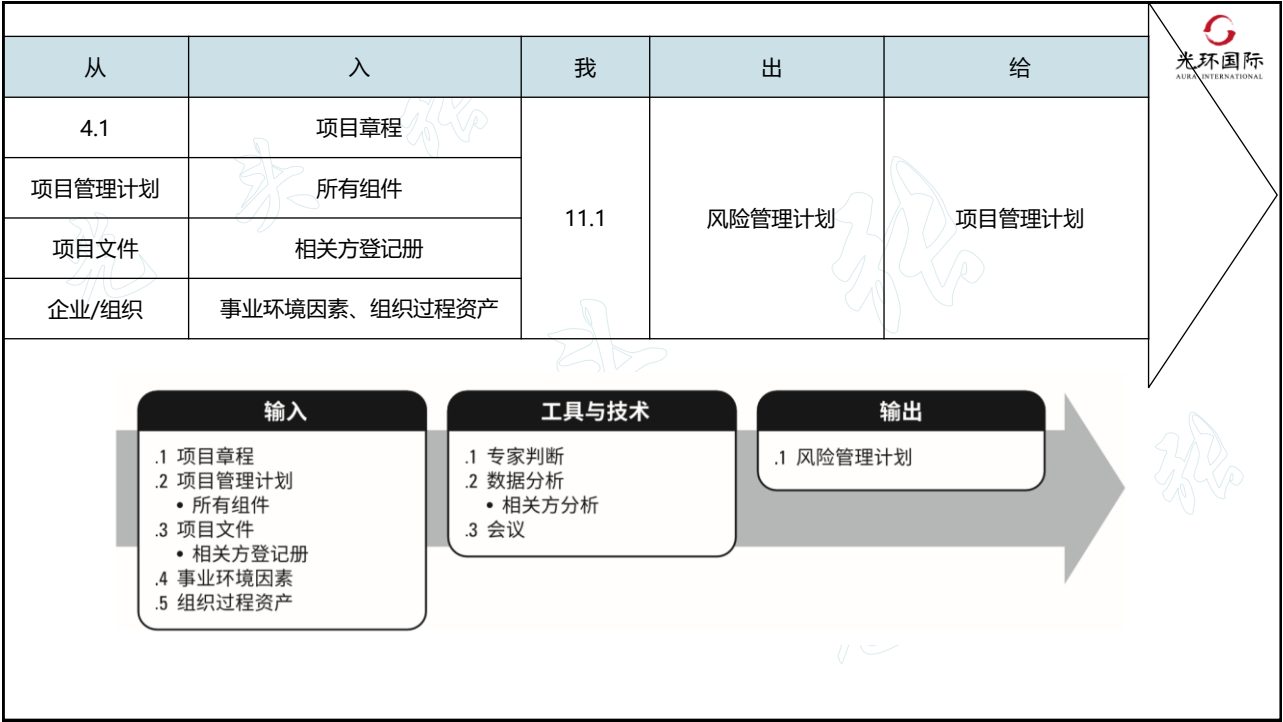 光环国际
AURA INTERNATIONAL
从 入 我 出 给
4.1 项目章程
项目管理计划 所有组件
11.1 风险管理计划 项目管理计划
项目文件 相关方登记册
企业/组织 事业环境因素、组织过程资产
输入
.1 项目章程
.2 项目管理计划
• 所有组件
.3 项目文件
• 相关方登记册
.4 事业环境因素
.5 组织过程资产
工具与技术
.1 专家判断
.2 数据分析
• 相关方分析
.3 会议
输出
.1 风险管理计划